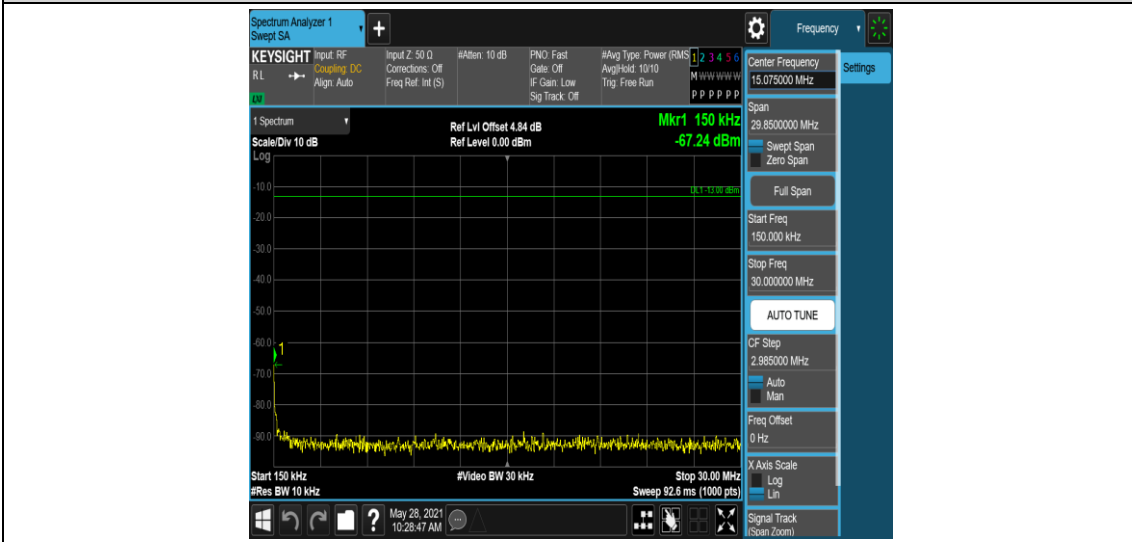 Spectrum Analyzer 1
Swept SA
Frequency
KEYSIGHT
RL
LNI
Input: RF
Coupling: DC
Align: Auto
Input Z: 50 Ω
Corrections: Off
Freq Ref: Int (S)
#Atten: 10 dB
PNO: Fast
Gate: Off
IF Gain: Low
Sig Track: Off
#Avg Type: Power (RMS
Avg|Hold: 10/10
Trig: Free Run
1 2 3 4 5 6
M W W W W W
P P P P P P
1 Spectrum
Scale/Div 10 dB
Log
Ref Lvl Offset 4.84 dB
Ref Level 0.00 dBm
Mkr1 150 kHz
-67.24 dBm
DL1 -13.00 dBm
-10.0
-20.0
-30.0
-40.0
-50.0
-60.0
1
-70.0
-80.0
-90.0
Start 150 kHz
#Video BW 30 kHz
Stop 30.00 MHz
#Res BW 10 kHz
Sweep 92.6 ms (1000 pts)
?
May 28, 2021
10:28:47 AM
Center Frequency
15.075000 MHz
Settings
Span
29.8500000 MHz
Swept Span
Zero Span
Full Span
Start Freq
150.000 kHz
Stop Freq
30.000000 MHz
AUTO TUNE
CF Step
2.985000 MHz
Auto
Man
Freq Offset
0 Hz
X Axis Scale
Log
Lin
Signal Track
(Span Zoom)